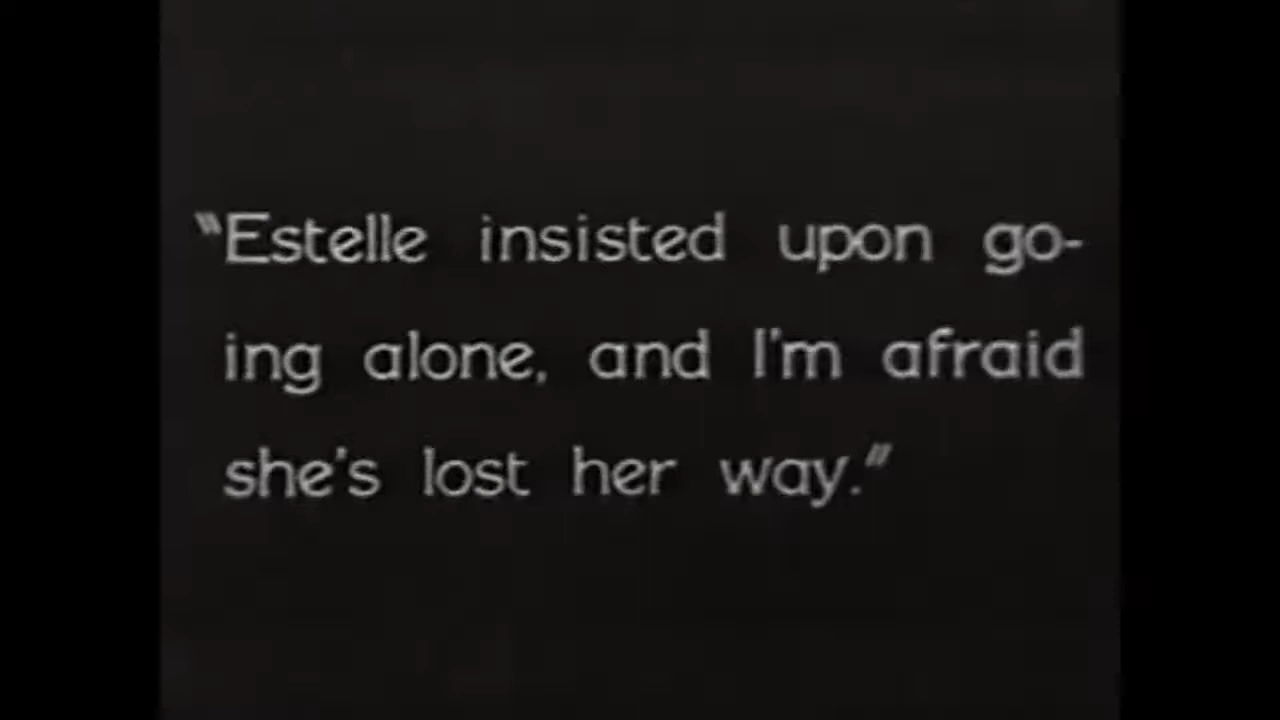 "Estelle insisted upon go-
ing alone, and I'm afraid
she's lost her way."